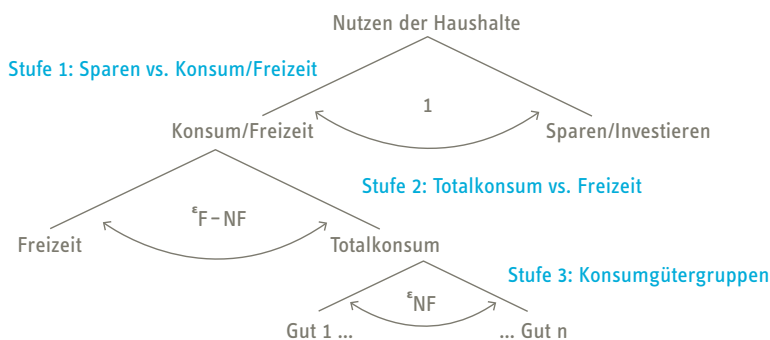 Nutzen der Haushalte
Stufe 1: Sparen vs. Konsum/Freizeit
1
Konsum/Freizeit
Sparen/Investieren
Stufe 2: Totalkonsum vs. Freizeit
εF–NF
Freizeit
Totalkonsum
Stufe 3: Konsumgütergruppen
εNF
Gut 1 ...
... Gut n